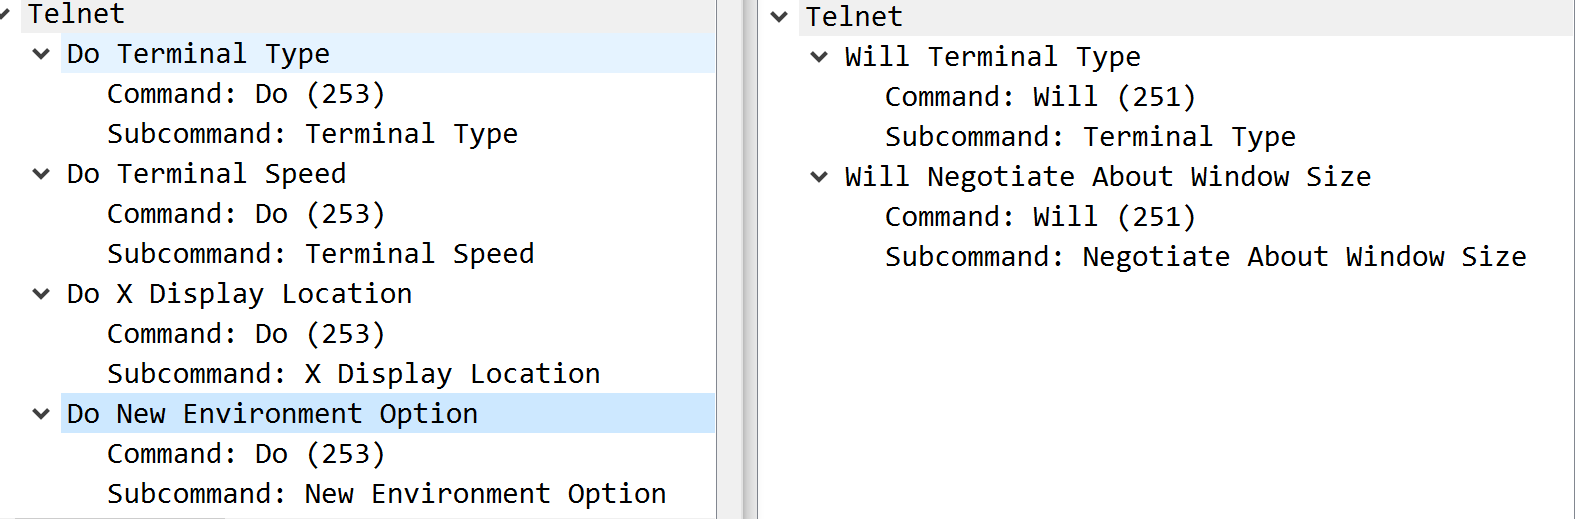 Telnet
Do Terminal Type
Command: Do (253)
Subcommand: Terminal Type
Do Terminal Speed
Command: Do (253)
Subcommand: Terminal Speed
Do X Display Location
Command: Do (253)
Subcommand: X Display Location
Do New Environment Option
Command: Do (253)
Subcommand: New Environment Option
Telnet
Will Terminal Type
Command: Will (251)
Subcommand: Terminal Type
Will Negotiate About Window Size
Command: Will (251)
Subcommand: Negotiate About Window Size